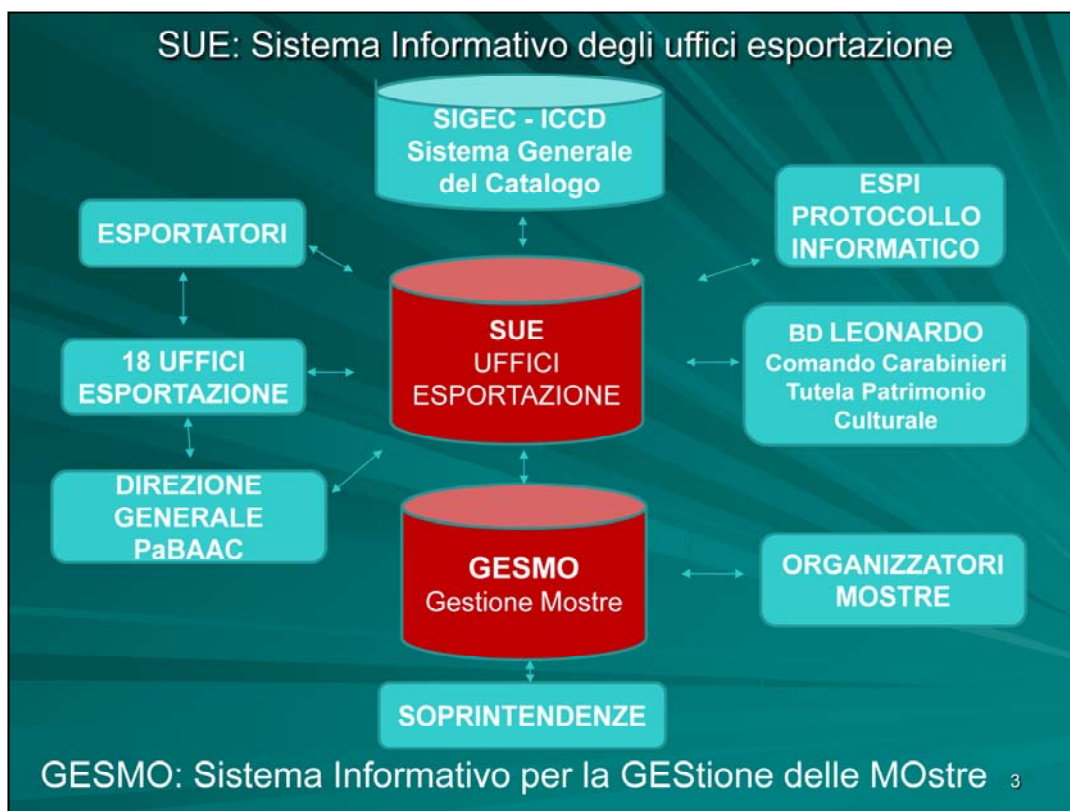 SUE: Sistema Informativo degli uffici esportazione
SIGEC - ICCD
Sistema Generale
del Catalogo
ESPORTATORI
ESPI
PROTOCOLLO
INFORMATICO
SUE
UFFICI
ESPORTAZIONE
18 UFFICI
ESPORTAZIONE
BD LEONARDO
Comando Carabinieri
Tutela Patrimonio
Culturale
DIREZIONE
GENERALE
PaBAAC
GESMO
Gestione Mostre
ORGANIZZATORI
MOSTRE
SOPRINTENDENZE
GESMO: Sistema Informativo per la GEStione delle MOstre 3